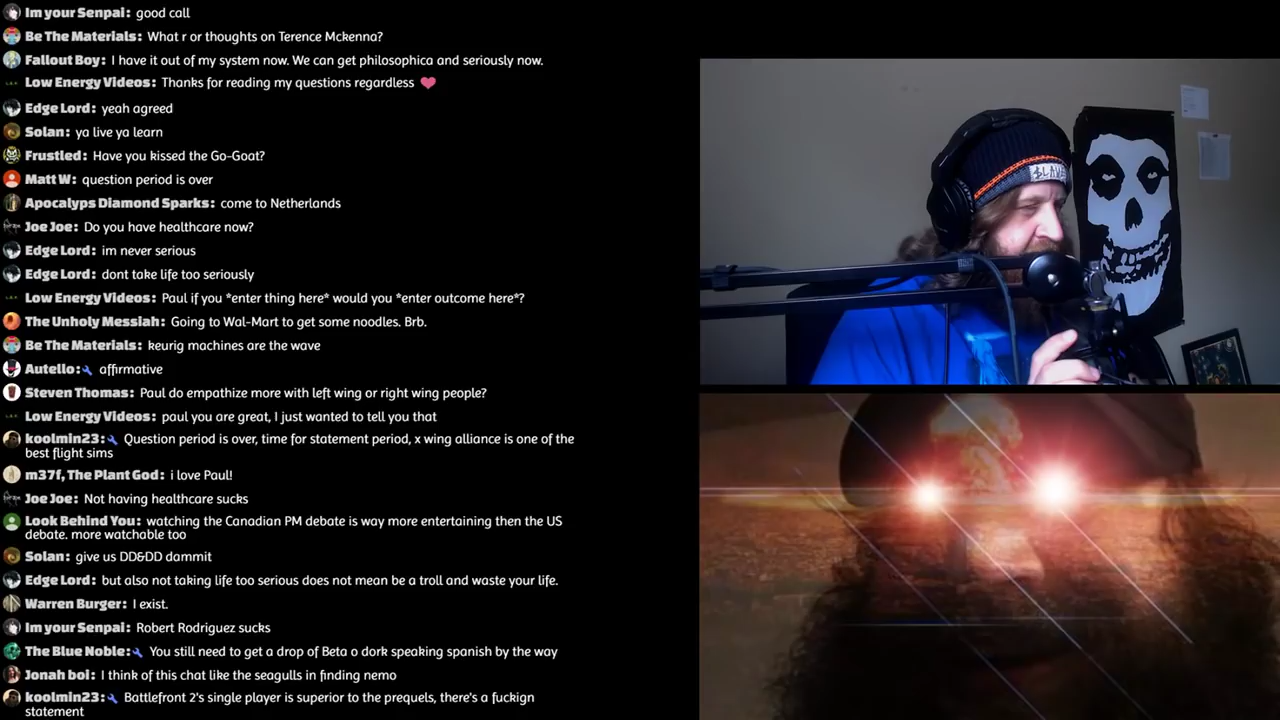 Im your Senpai: good call
Be The Materials: What r or thoughts on Terence Mckenna?
Fallout Boy: I have it out of my system now. We can get philosophica and seriously now.
Low Energy Videos: Thanks for reading my questions regardless ❤
Edge Lord: yeah agreed
Solan: ya live ya learn
Frustled: Have you kissed the Go-Goat?
Matt W: question period is over
Apocalyps Diamond Sparks: come to Netherlands
Joe Joe: Do you have healthcare now?
Edge Lord: im never serious
Edge Lord: dont take life too seriously
Low Energy Videos: Paul if you *enter thing here* would you *enter outcome here*?
The Unholy Messiah: Going to Wal-Mart to get some noodles. Brb.
Be The Materials: keurig machines are the wave
Autello: affirmative
Steven Thomas: Paul do empathize more with left wing or right wing people?
Low Energy Videos: paul you are great, I just wanted to tell you that
koolmin23: Question period is over, time for statement period, x wing alliance is one of the
best flight sims
m37f, The Plant God: i love Paul!
Joe Joe: Not having healthcare sucks
Look Behind You: watching the Canadian PM debate is way more entertaining then the US
debate. more watchable too
Solan: give us DD&DD dammit
Edge Lord: but also not taking life too serious does not mean be a troll and waste your life.
Warren Burger: I exist.
Im your Senpai: Robert Rodriguez sucks
The Blue Noble: You still need to get a drop of Beta o dork speaking spanish by the way
Jonah boi: I think of this chat like the seagulls in finding nemo
koolmin23: Battlefront 2's single player is superior to the prequels, there's a fuckign
statement